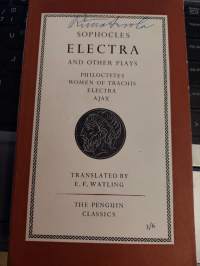 SOPHOCLES
ELECTRA
AND OTHER PLAYS
PHILOCTETES
WOMEN OF TRACHIS
ELECTRA
AJAX
TRANSLATED BY
E. F. WATLING
THE PENGUIN
CLASSICS
3/6